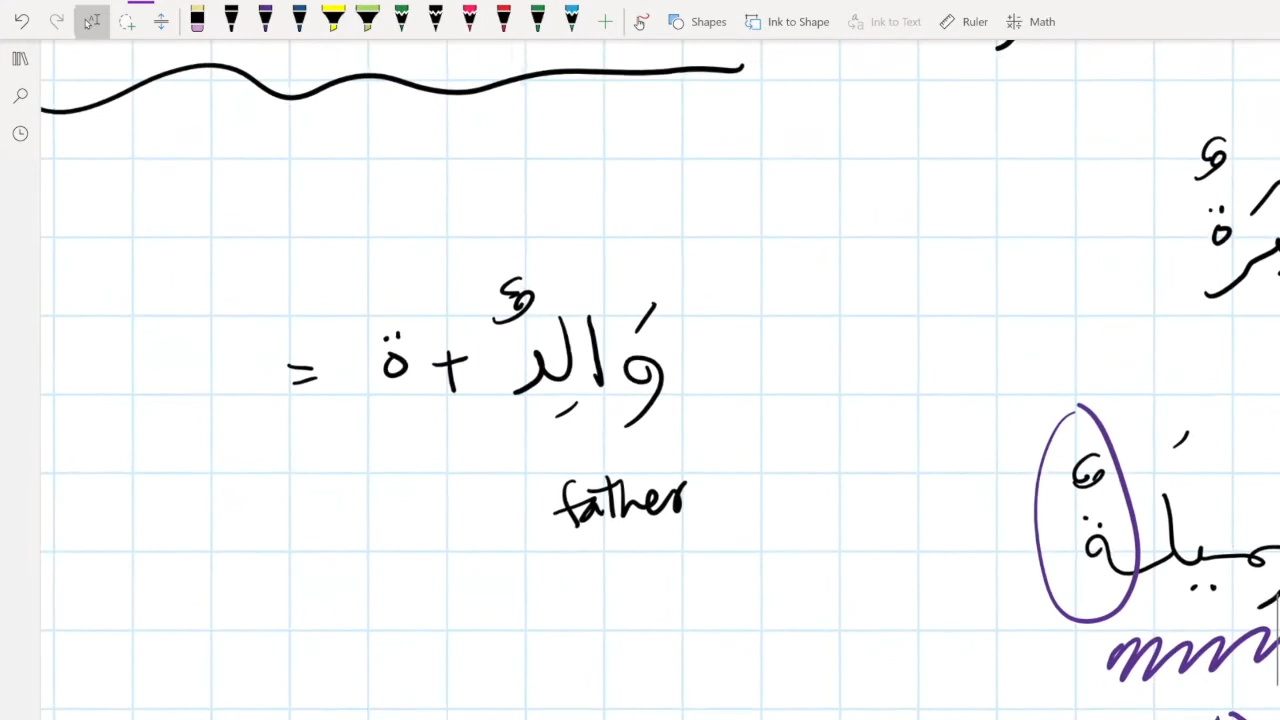 Shapes Ink to Shape Ink to Text Ruler Math
وَالِدٌ + ة =
father
ةٌ